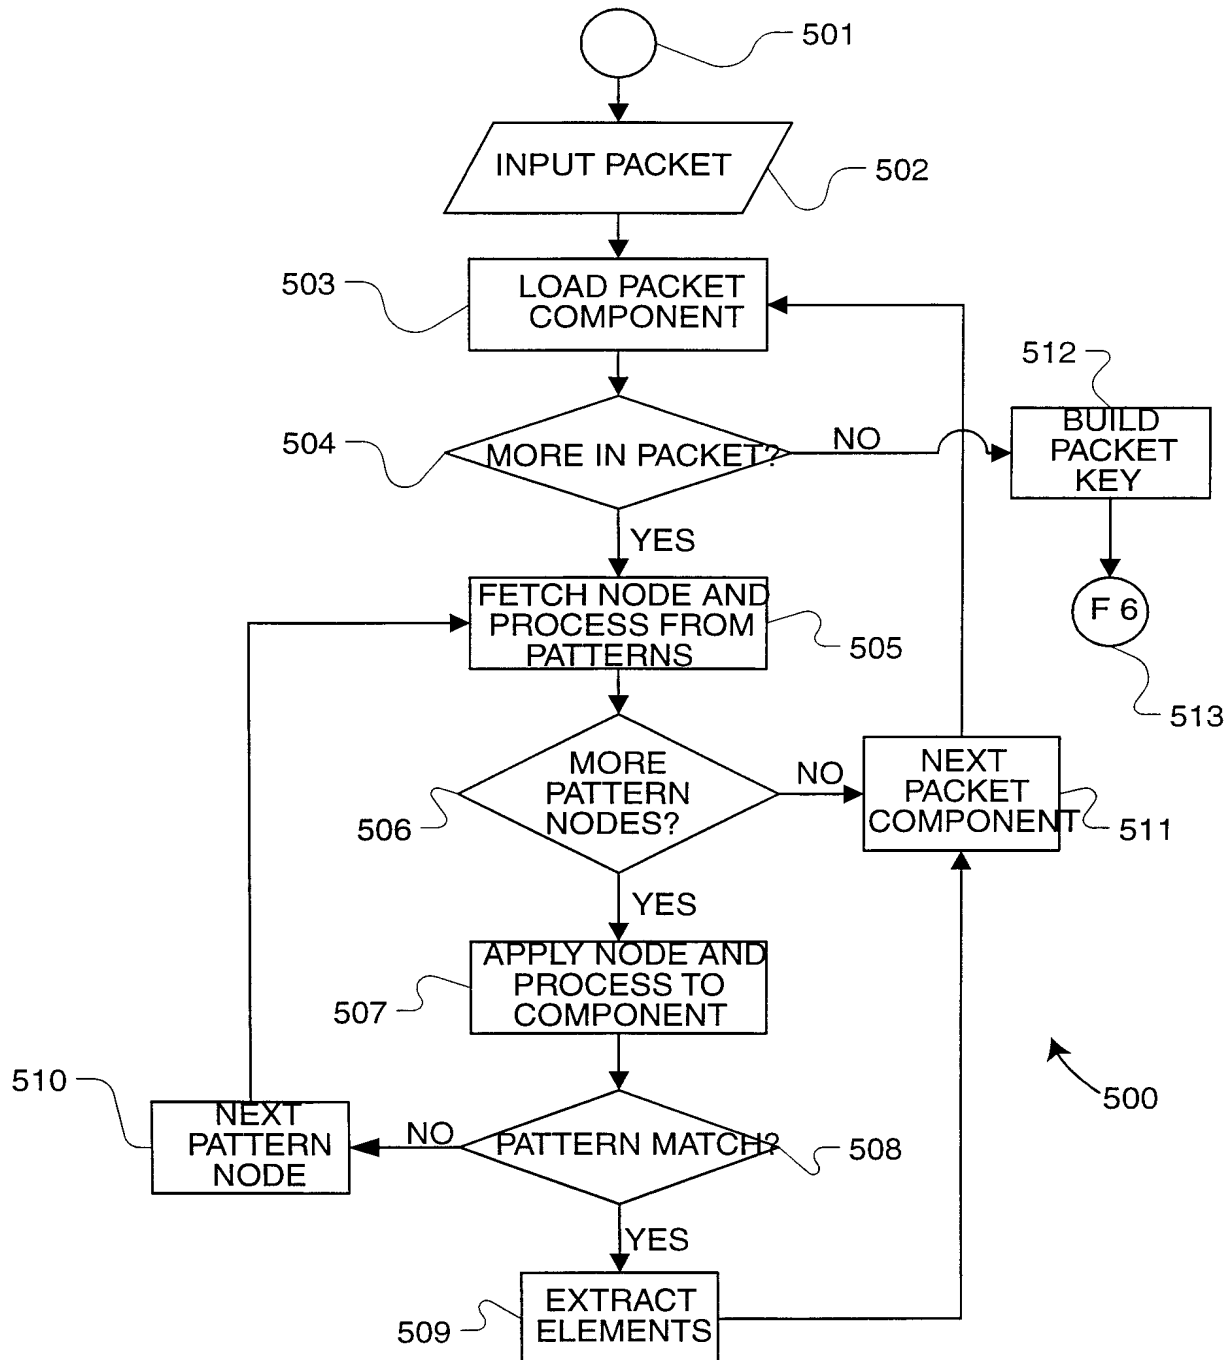 501
INPUT PACKET
502
503
LOAD PACKET
COMPONENT
512
BUILD
PACKET
KEY
504
MORE IN PACKET?
NO
YES
F 6
513
FETCH NODE AND
PROCESS FROM
PATTERNS
505
MORE
PATTERN
NODES?
NO
506
NEXT
PACKET
COMPONENT
511
YES
APPLY NODE AND
PROCESS TO
COMPONENT
507
500
510
NEXT
PATTERN
NODE
NO
PATTERN MATCH?
508
YES
EXTRACT
ELEMENTS
509